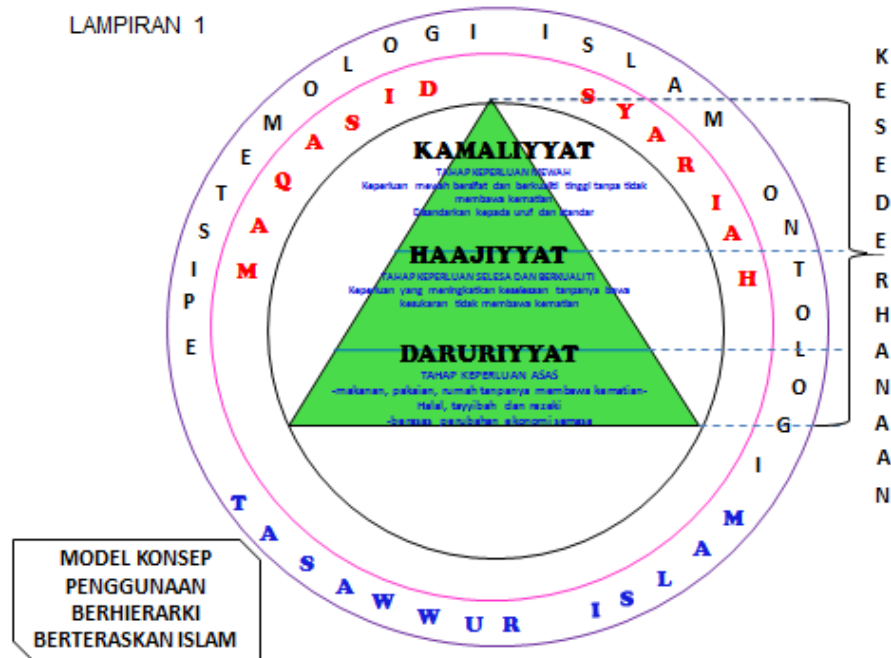 LAMPIRAN 1
EPISTEMOLOGI ISLAM
ONTOLOGI
MAQASID SYARIAH
TASAWWUR ISLAM
KESEDERHANAAN
KAMALIYYAT
TAHAP KEPERLUAN MEWAH
Keperluan mewah bersifat dan berkualiti tinggi tanpa tidak
membawa kematian
Disandarkan kepada uruf dan standar
HAAJIYYAT
TAHAP KEPERLUAN SELESA DAN BERKUALITI
Keperluan yang meningkatkan keselesaan tanpanya bawa
kesukaran tidak membawa kematian
DARURIYYAT
TAHAP KEPERLUAN ASAS
-makanan, pakaian, rumah tanpanya membawa kematian-
Halal, tayyibah dan razaki
-berasas perubahan ekonomi semasa
MODEL KONSEP
PENGGUNAAN
BERHIERARKI
BERTERASKAN ISLAM